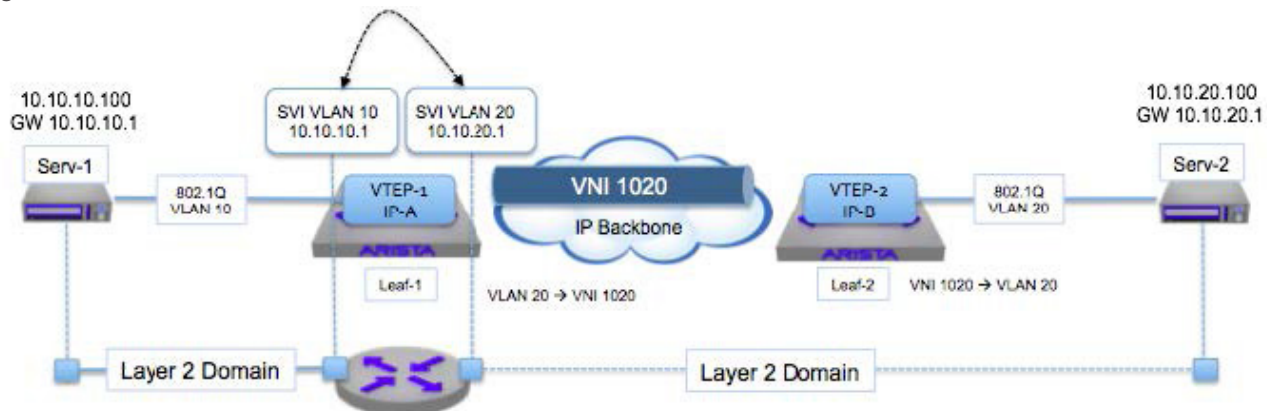 10.10.10.100
GW 10.10.10.1
Serv-1
802.1Q
VLAN 10
SVI VLAN 10
10.10.10.1
SVI VLAN 20
10.10.20.1
VTEP-1
IP-A
ARISTA
Leaf-1
VNI 1020
IP Backbone
VLAN 20 → VNI 1020
VTEP-2
IP-B
ARISTA
Leaf-2
VNI 1020 → VLAN 20
802.1Q
VLAN 20
10.10.20.100
GW 10.10.20.1
Serv-2
Layer 2 Domain
Layer 2 Domain